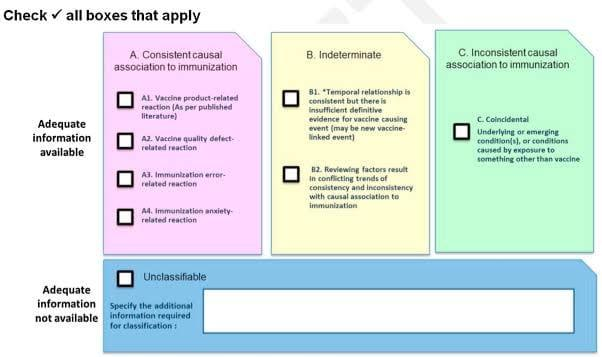 Check ✓ all boxes that apply
Adequate
information
available
A. Consistent causal
association to immunization
A1. Vaccine product-related
reaction (As per published
literature)
A2. Vaccine quality defect-
related reaction
A3. Immunization error-
related reaction
A4. Immunization anxiety-
related reaction
B. Indeterminate
B1. *Temporal relationship is
consistent but there is
insufficient definitive
evidence for vaccine causing
event (may be new vaccine-
linked event)
B2. Reviewing factors result
in conflicting trends of
consistency and inconsistency
with causal association to
immunization
C. Inconsistent causal
association to immunization
C. Coincidental
Underlying or emerging
condition(s), or conditions
caused by exposure to
something other than vaccine
Adequate
information
not available
Unclassifiable
Specify the additional
information required
for classification :